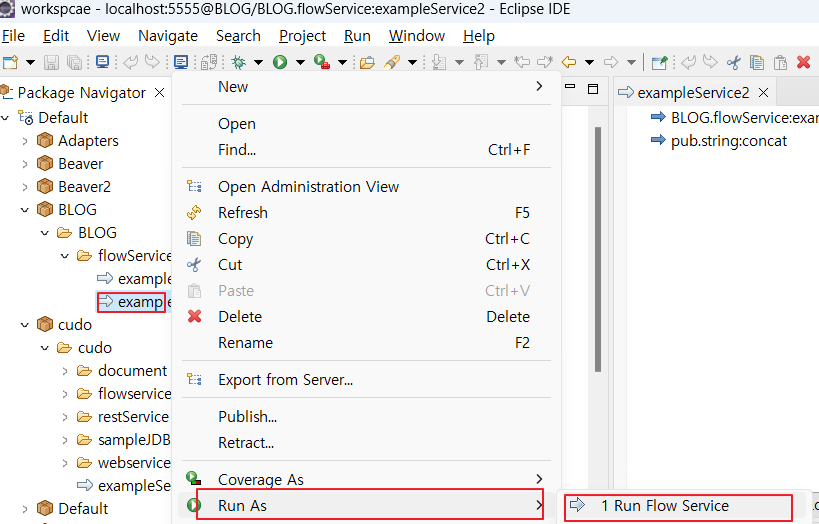 workspcae - localhost:5555@BLOG/BLOG.flowService:exampleService2 - Eclipse IDE
File Edit View Navigate Search Project Run Window Help
Package Navigator
Default
Adapters
Beaver
Beaver2
BLOG
BLOG
flowService
example
example
cudo
cudo
document
flowservice
restService
sampleJDB
webservice
exampleSe
Default
New
Open
Find... Ctrl+F
Open Administration View
Refresh F5
Copy Ctrl+C
Cut Ctrl+X
Paste Ctrl+V
Delete Delete
Rename F2
Export from Server...
Publish...
Retract...
Coverage As
Run As
1 Run Flow Service
exampleService2
BLOG.flowService:exa
pub.string:concat